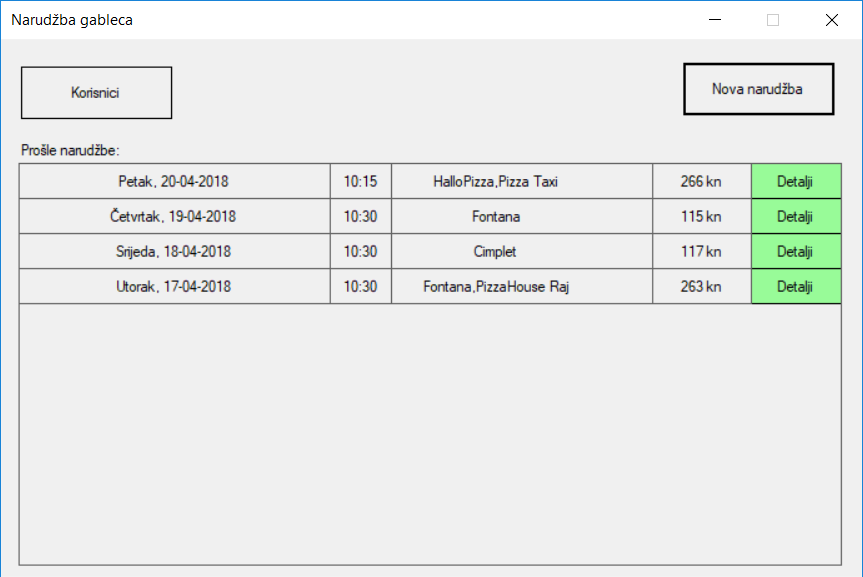 Narudžba gableca
Korisnici
Nova narudžba
Prošle narudžbe:
Petak, 20-04-2018 10:15 HalloPizza,Pizza Taxi 266 kn Detalji
Četvrtak, 19-04-2018 10:30 Fontana 115 kn Detalji
Srijeda, 18-04-2018 10:30 Cimplet 117 kn Detalji
Utorak, 17-04-2018 10:30 Fontana,PizzaHouse Raj 263 kn Detalji